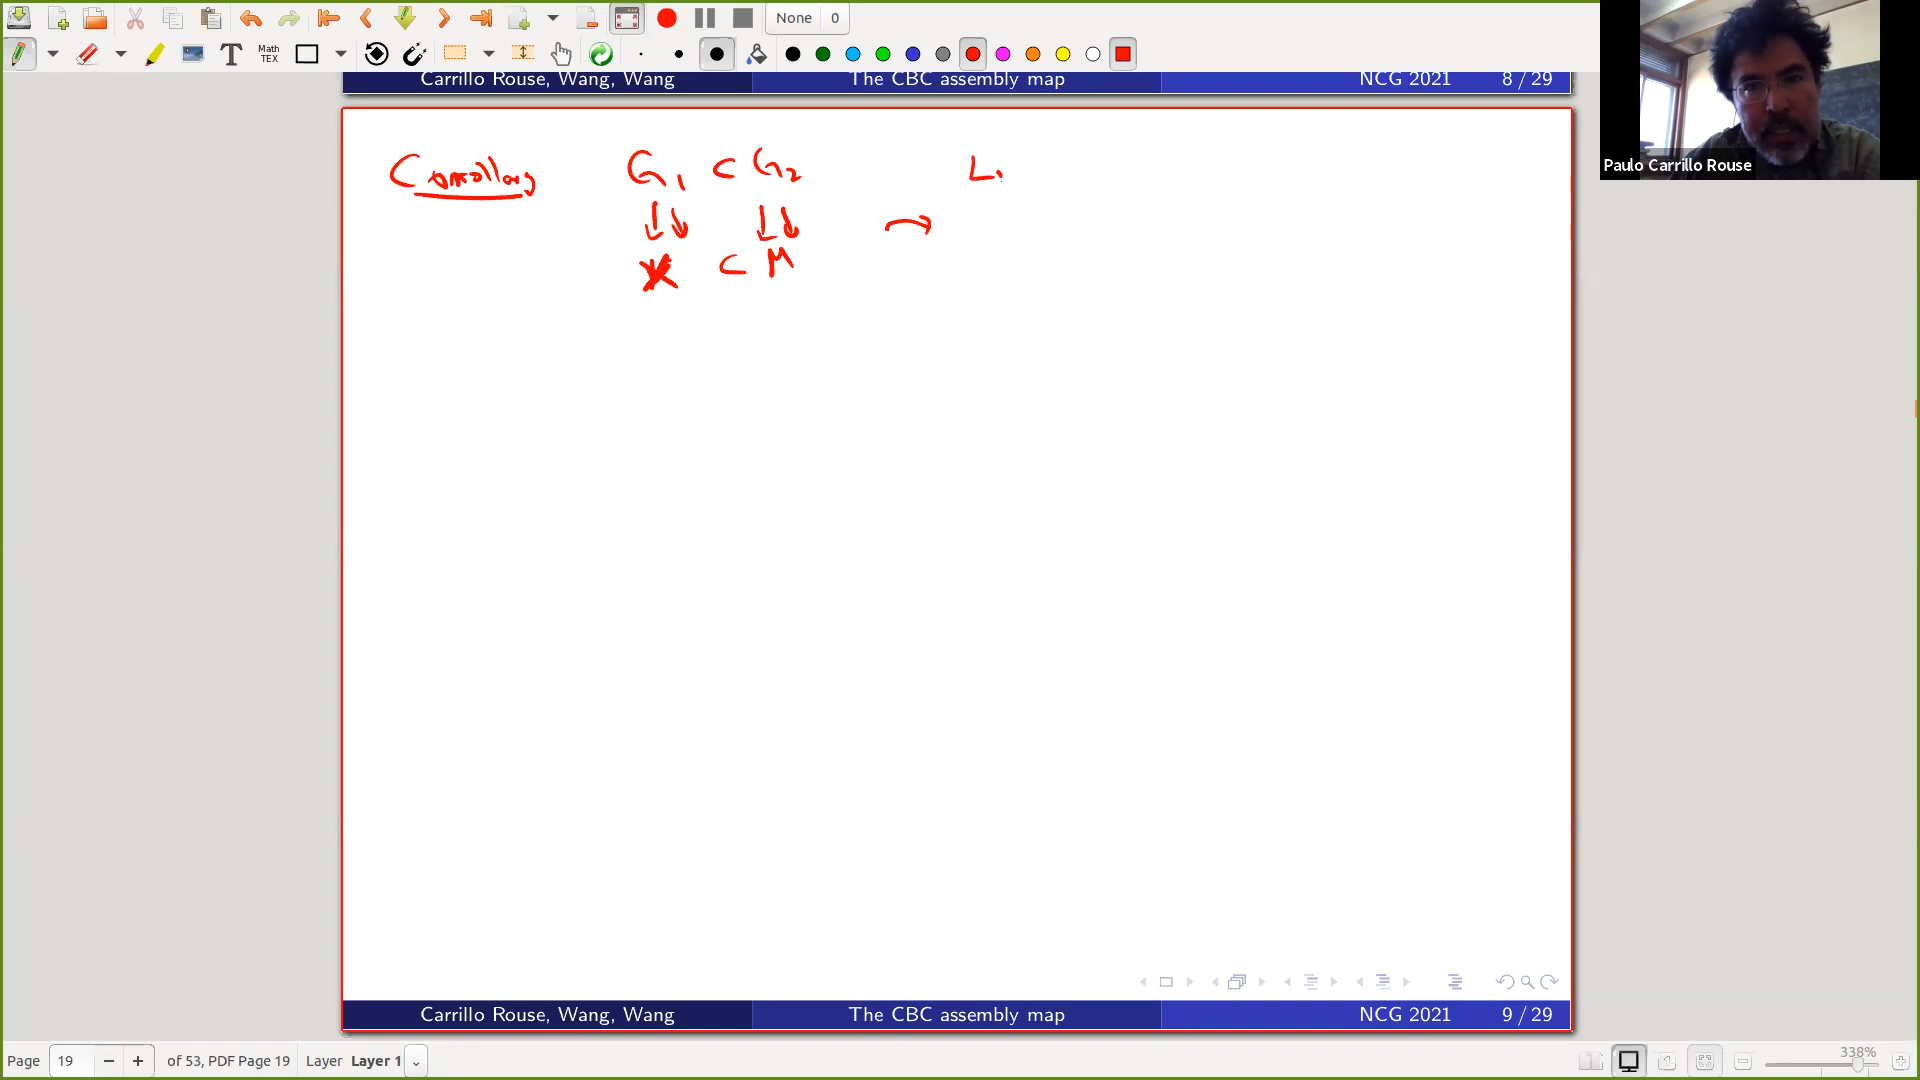 None 0
T Math TEX
Carrillo Rouse, Wang, Wang The CBC assembly map NCG 2021 8 / 29
Paulo Carrillo Rouse
Corollary G₁ ⊂ G₂ L
⊂ M
Carrillo Rouse, Wang, Wang The CBC assembly map NCG 2021 9 / 29
Page 19 of 53, PDF Page 19 Layer Layer 1 338%